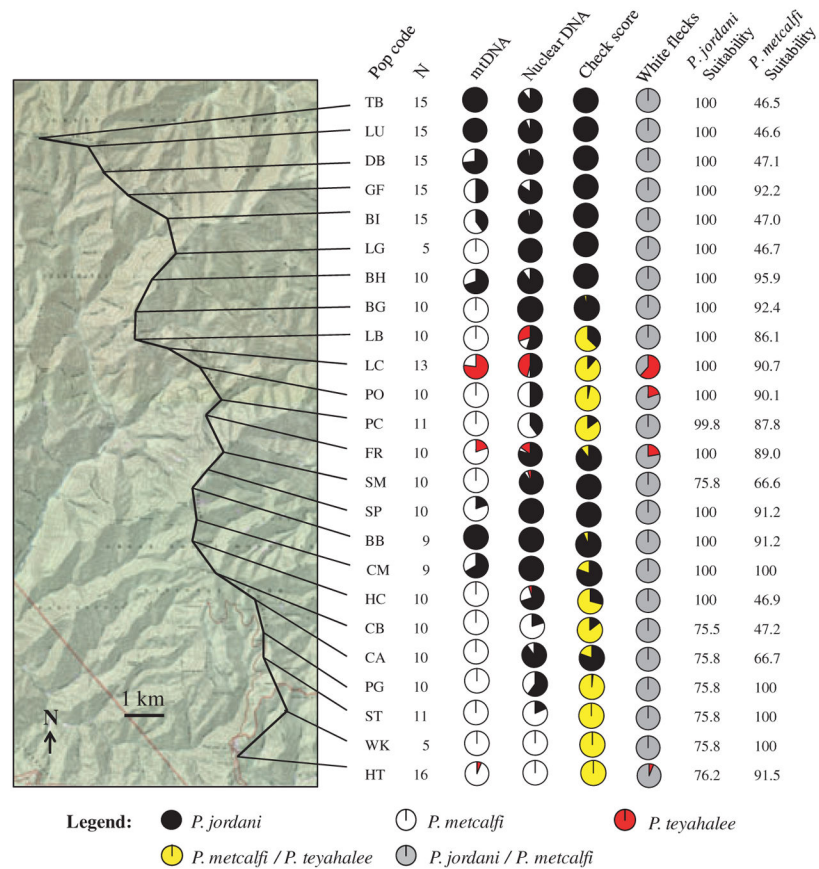 Pop code N mtDNA Nuclear DNA Check score White flecks P. jordani Suitability P. metcalfi Suitability
TB 15 100 46.5
LU 15 100 46.6
DB 15 100 47.1
GF 15 100 92.2
BI 15 100 47.0
LG 5 100 46.7
BH 10 100 95.9
BG 10 100 92.4
LB 10 100 86.1
LC 13 100 90.7
PO 10 100 90.1
PC 11 99.8 87.8
FR 10 100 89.0
SM 10 75.8 66.6
SP 10 100 91.2
BB 9 100 91.2
CM 9 100 100
HC 10 100 46.9
CB 10 75.5 47.2
CA 10 75.8 66.7
PG 10 75.8 100
ST 11 75.8 100
WK 5 75.8 100
HT 16 76.2 91.5
1 km
N
Legend: P. jordani P. metcalfi P. teyahalee
P. metcalfi / P. teyahalee P. jordani / P. metcalfi